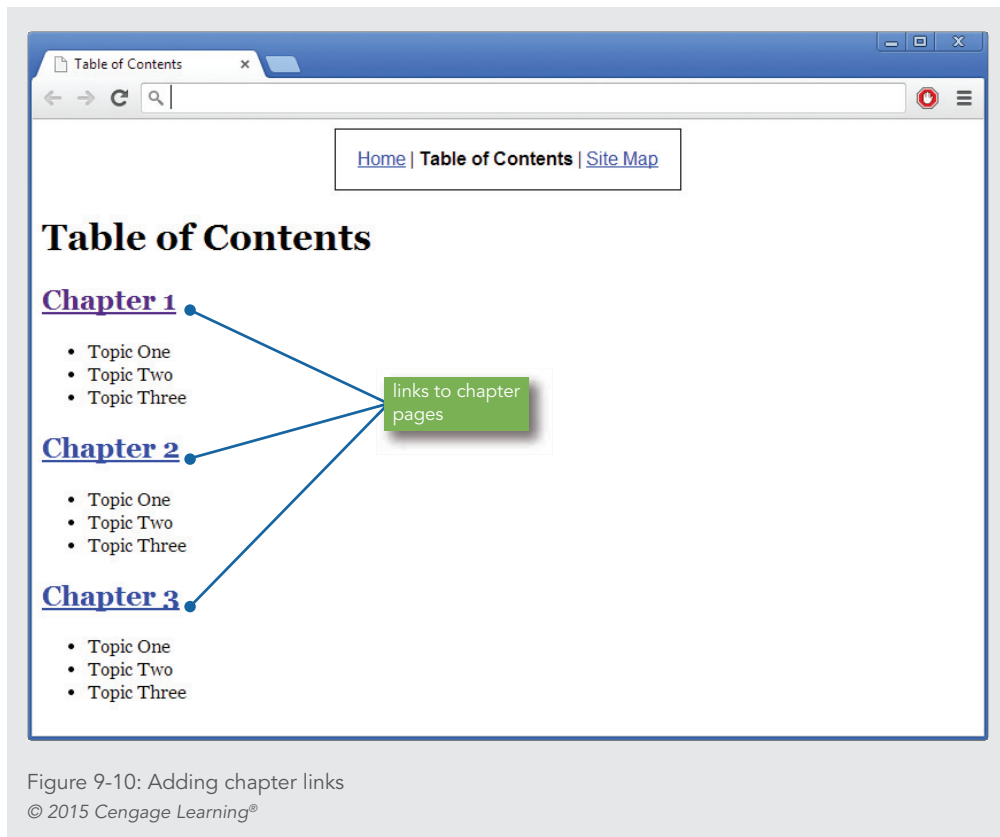 Table of Contents
Home | Table of Contents | Site Map
Table of Contents
Chapter 1
• Topic One
• Topic Two
• Topic Three
links to chapter
pages
Chapter 2
• Topic One
• Topic Two
• Topic Three
Chapter 3
• Topic One
• Topic Two
• Topic Three
Figure 9-10: Adding chapter links
© 2015 Cengage Learning®